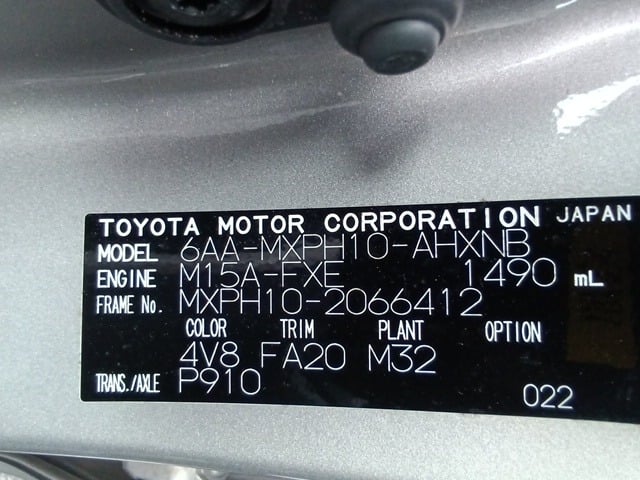 TOYOTA MOTOR CORPORATION JAPAN
MODEL 6AA-MXPH10-AHXNB
ENGINE M15A-FXE 1490 mL
FRAME No. MXPH10-2066412
COLOR TRIM PLANT OPTION
4V8 FA20 M32
TRANS./AXLE P910
022